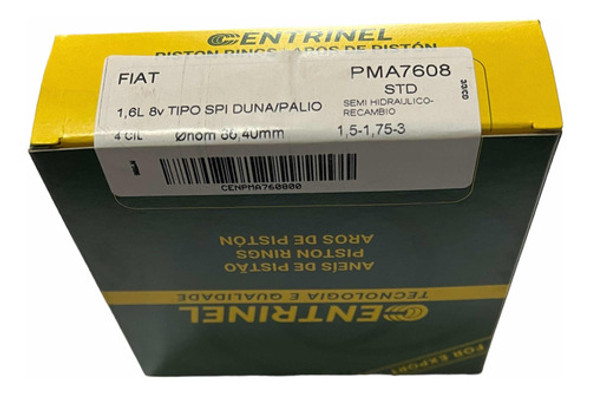 CENTRINEL
PISTON RINGS / AROS DE PISTÓN
FIAT PMA7608
STD
1,6L 8v TIPO SPI DUNA/PALIO SEMI HIDRAULICO-
RECAMBIO
4 CIL Ønom 86,40mm 1,5-1,75-3
CENPMA760800
AROS DE PISTÓN
PISTON RINGS
ANEIS DE PISTÃO
TECNOLOGIA E QUALIDADE
CENTRINEL
FOR EXPORT